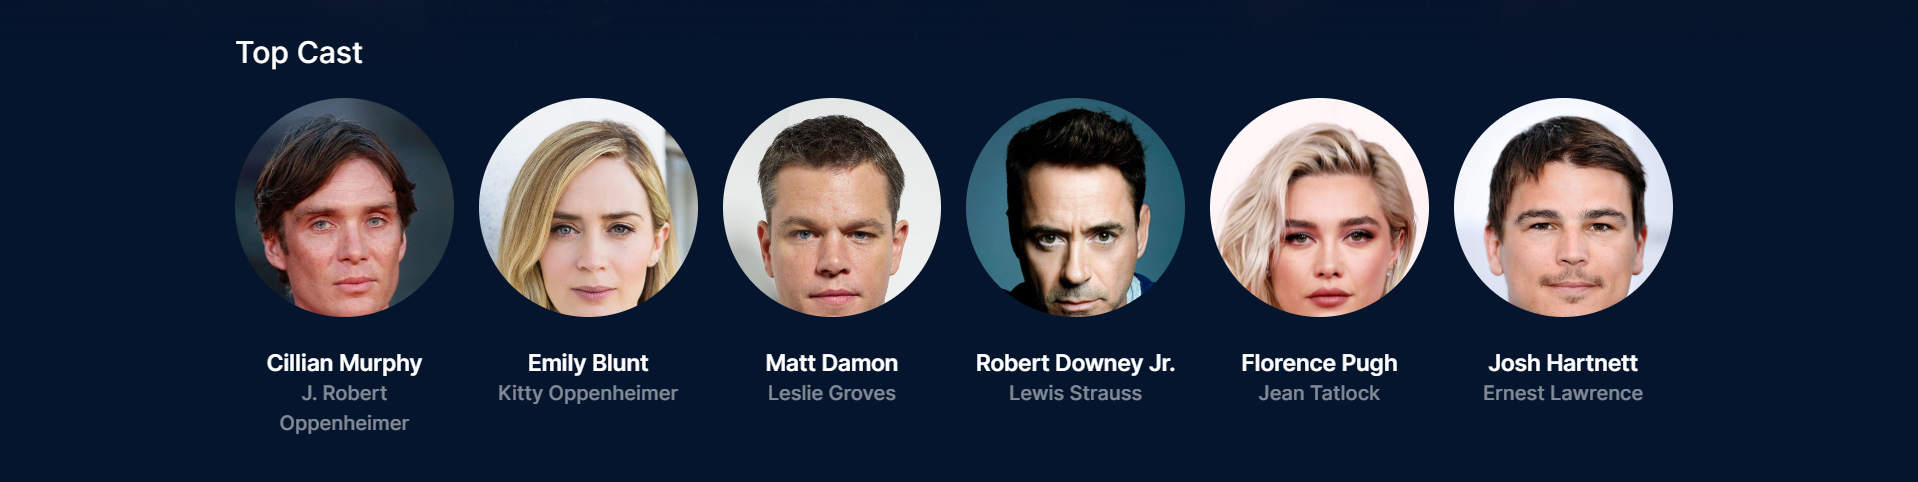 Top Cast
Cillian Murphy
J. Robert
Oppenheimer
Emily Blunt
Kitty Oppenheimer
Matt Damon
Leslie Groves
Robert Downey Jr.
Lewis Strauss
Florence Pugh
Jean Tatlock
Josh Hartnett
Ernest Lawrence